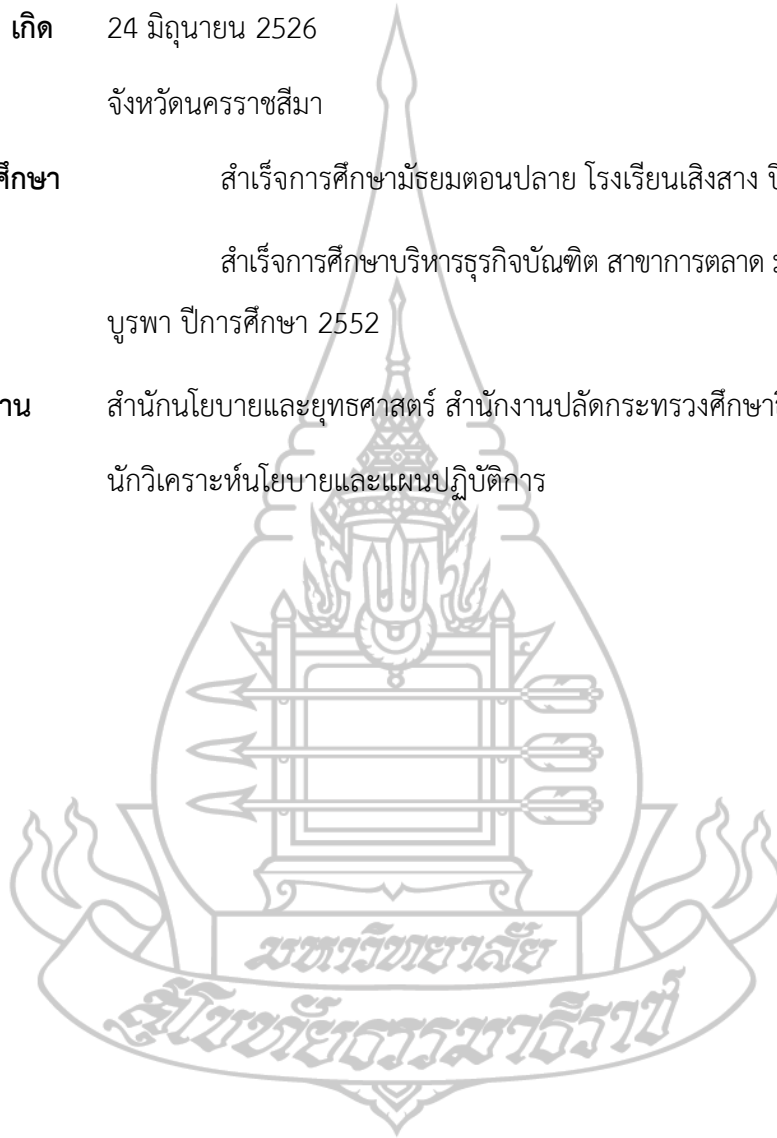 เกิด 24 มิถุนายน 2526
จังหวัดนครราชสีมา
ศึกษา สำเร็จการศึกษามัธยมตอนปลาย โรงเรียนเสิงสาง
สำเร็จการศึกษาบริหารธุรกิจบัณฑิต สาขาการตลาด
บูรพา ปีการศึกษา 2552
สำนักนโยบายและยุทธศาสตร์ สำนักงานปลัดกระทรวงศึกษา
นักวิเคราะห์นโยบายและแผนปฏิบัติการ
มหาวิทยาลัย
สุโขทัยธรรมาธิราช